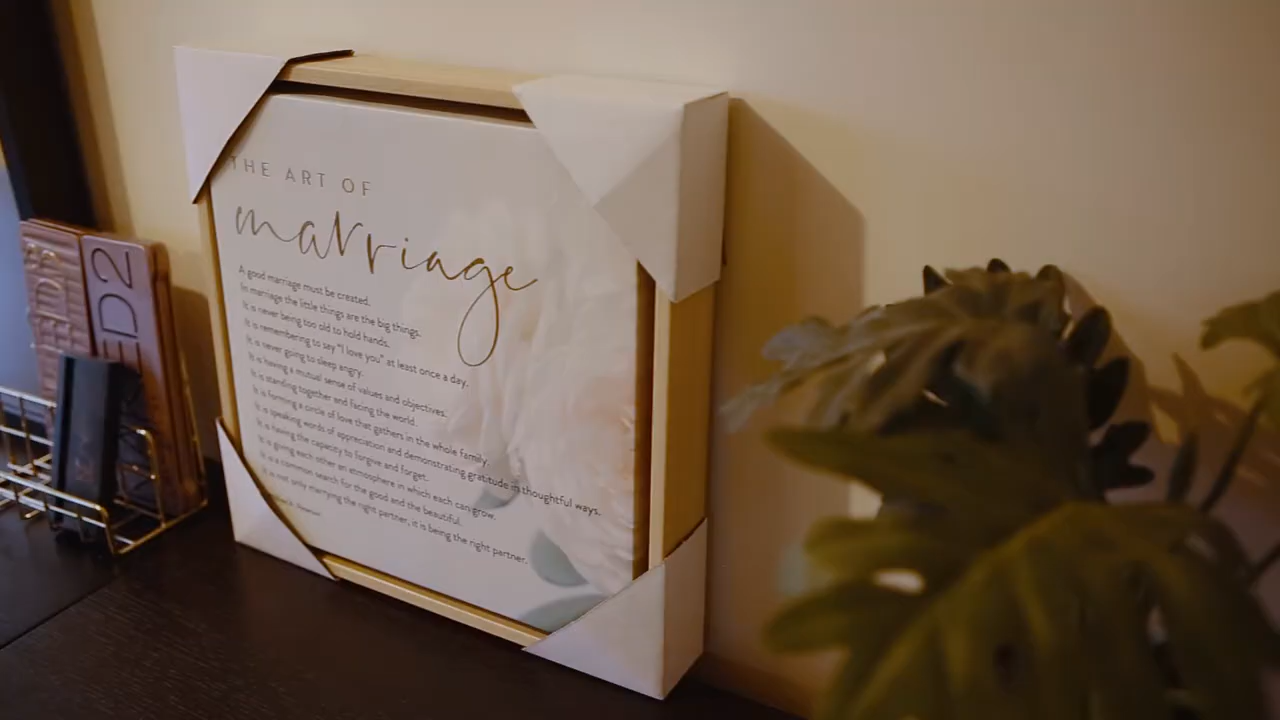 THE ART OF
marriage
A good marriage must be created.
In marriage the little things are the big things.
It is never being too old to hold hands.
It is remembering to say "I love you" at least once a day.
It is never going to sleep angry.
It is having a mutual sense of values and objectives.
It is standing together and facing the world.
It is forming a circle of love that gathers in the whole family.
It is speaking words of appreciation and demonstrating gratitude in thoughtful ways.
It is having the capacity to forgive and forget.
It is giving each other an atmosphere in which each can grow.
It is a common search for the good and the beautiful.
It is not only marrying the right partner, it is being the right partner.